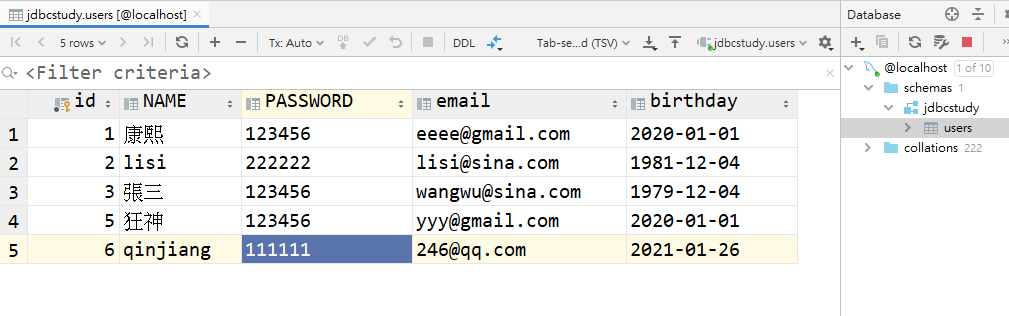 jdbcstudy.users [@localhost]
Database
5 rows
Tx: Auto
DB
DDL
Tab-se...d (TSV)
jdbcstudy.users
<Filter criteria>
id NAME PASSWORD email birthday
1 1 康熙 123456 eeee@gmail.com 2020-01-01
2 2 lisi 222222 lisi@sina.com 1981-12-04
3 3 張三 123456 wangwu@sina.com 1979-12-04
4 5 狂神 123456 yyy@gmail.com 2020-01-01
5 6 qinjiang 111111 246@qq.com 2021-01-26
@localhost 1 of 10
schemas 1
jdbcstudy
users
collations 222